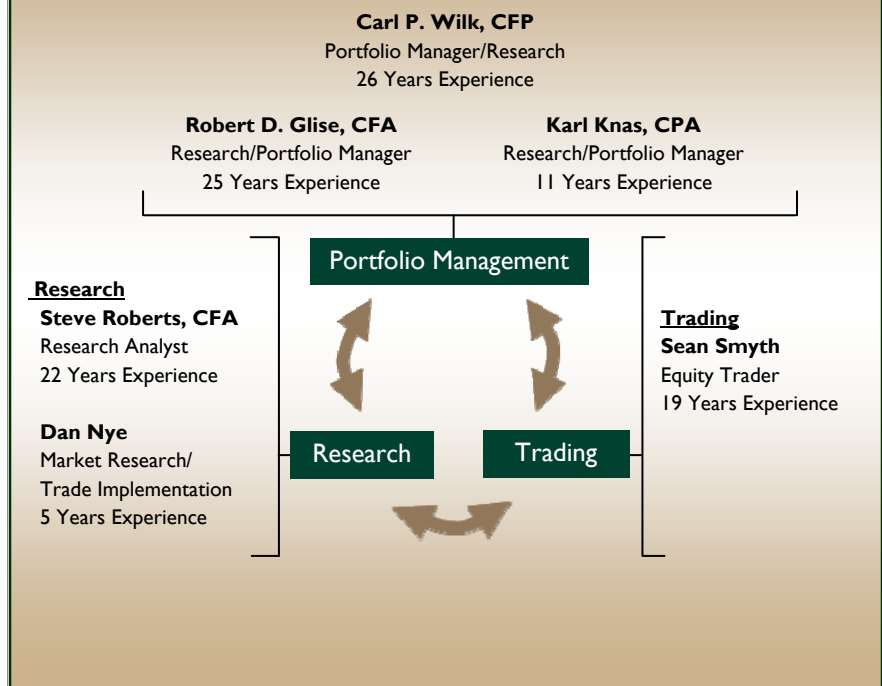 Carl P. Wilk, CFP
Portfolio Manager/Research
26 Years Experience
Robert D. Glise, CFA
Research/Portfolio Manager
25 Years Experience
Karl Knas, CPA
Research/Portfolio Manager
11 Years Experience
Portfolio Management
Research
Steve Roberts, CFA
Research Analyst
22 Years Experience
Dan Nye
Market Research/
Trade Implementation
5 Years Experience
Research
Trading
Trading
Sean Smyth
Equity Trader
19 Years Experience